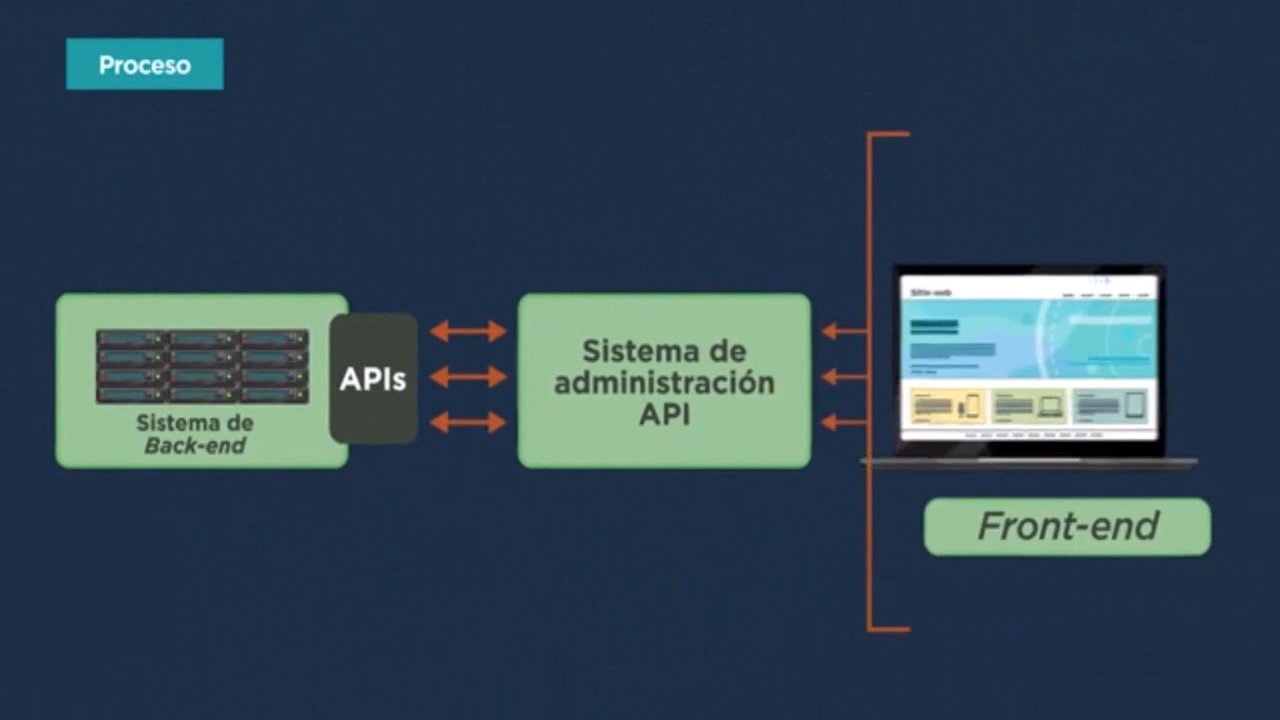 Proceso
Sistema de
Back-end
APIs
Sistema de
administración
API
Sitio web
Front-end